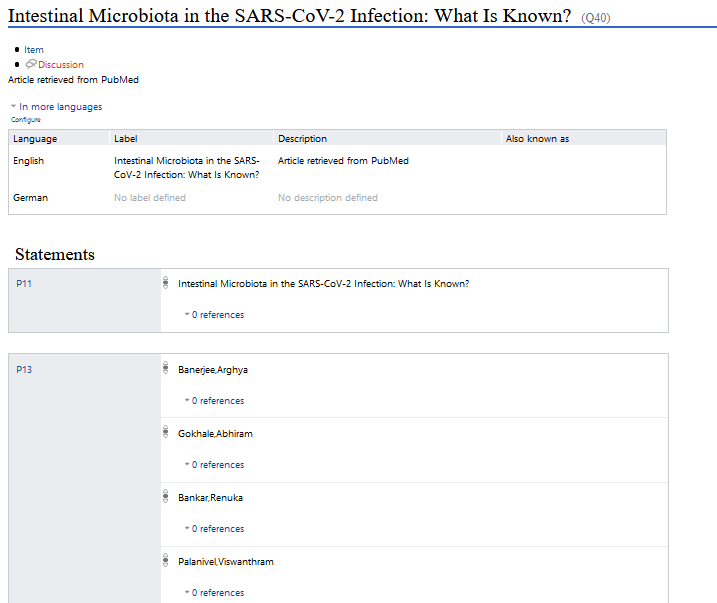 Intestinal Microbiota in the SARS-CoV-2 Infection: What Is Known? (Q40)
Item
Discussion
Article retrieved from PubMed
In more languages
Configure
Language Label Description Also known as
English Intestinal Microbiota in the SARS- Article retrieved from PubMed
CoV-2 Infection: What Is Known?
German No label defined No description defined
Statements
P11 Intestinal Microbiota in the SARS-CoV-2 Infection: What Is Known?
0 references
P13 Banerjee,Arghya
0 references
Gokhale,Abhiram
0 references
Bankar,Renuka
0 references
Palanivel,Viswanthram
0 references